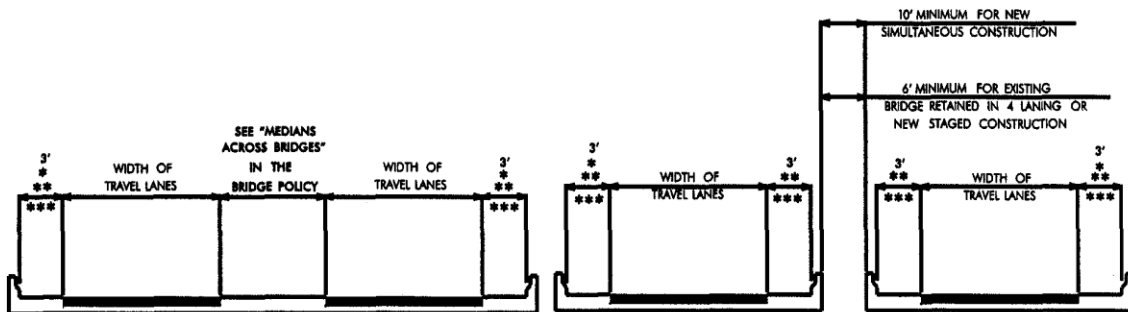 10' MINIMUM FOR NEW
SIMULTANEOUS CONSTRUCTION
6' MINIMUM FOR EXISTING
BRIDGE RETAINED IN 4 LANING OR
NEW STAGED CONSTRUCTION
3'
*
**
***
WIDTH OF
TRAVEL LANES
SEE "MEDIANS
ACROSS BRIDGES"
IN THE
BRIDGE POLICY
WIDTH OF
TRAVEL LANES
3'
*
**
***
3'
*
**
***
WIDTH OF
TRAVEL LANES
3'
**
***
3'
**
***
WIDTH OF
TRAVEL LANES
3'
*
**
***